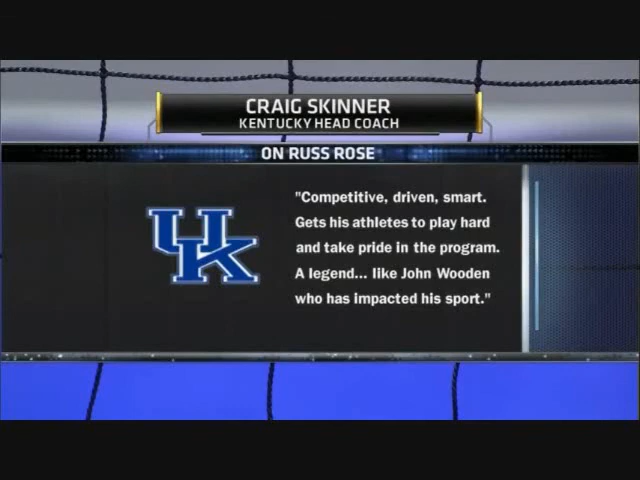 CRAIG SKINNER
KENTUCKY HEAD COACH
ON RUSS ROSE
UK
"Competitive, driven, smart.
Gets his athletes to play hard
and take pride in the program.
A legend... like John Wooden
who has impacted his sport."